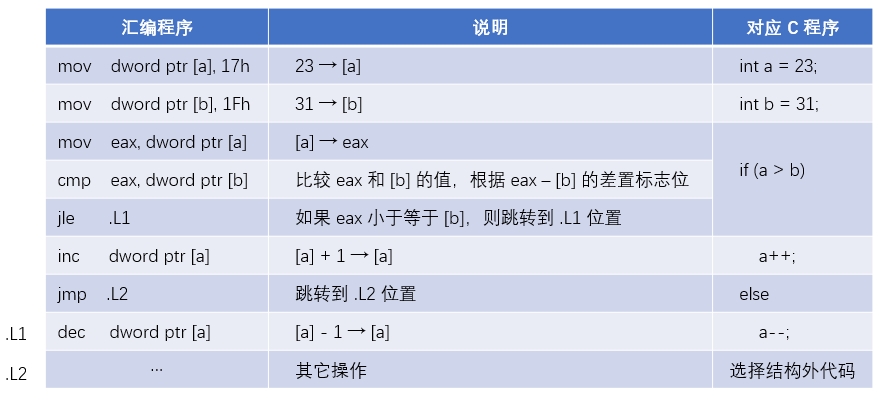 汇编程序 说明 对应 C 程序
mov dword ptr [a], 17h 23 → [a] int a = 23;
mov dword ptr [b], 1Fh 31 → [b] int b = 31;
mov eax, dword ptr [a] [a] → eax
cmp eax, dword ptr [b] 比较 eax 和 [b] 的值，根据 eax – [b] 的差置标志位 if (a > b)
jle .L1 如果 eax 小于等于 [b]，则跳转到 .L1 位置
inc dword ptr [a] [a] + 1 → [a] a++;
jmp .L2 跳转到 .L2 位置 else
.L1 dec dword ptr [a] [a] - 1 → [a] a--;
.L2 ... 其它操作 选择结构外代码